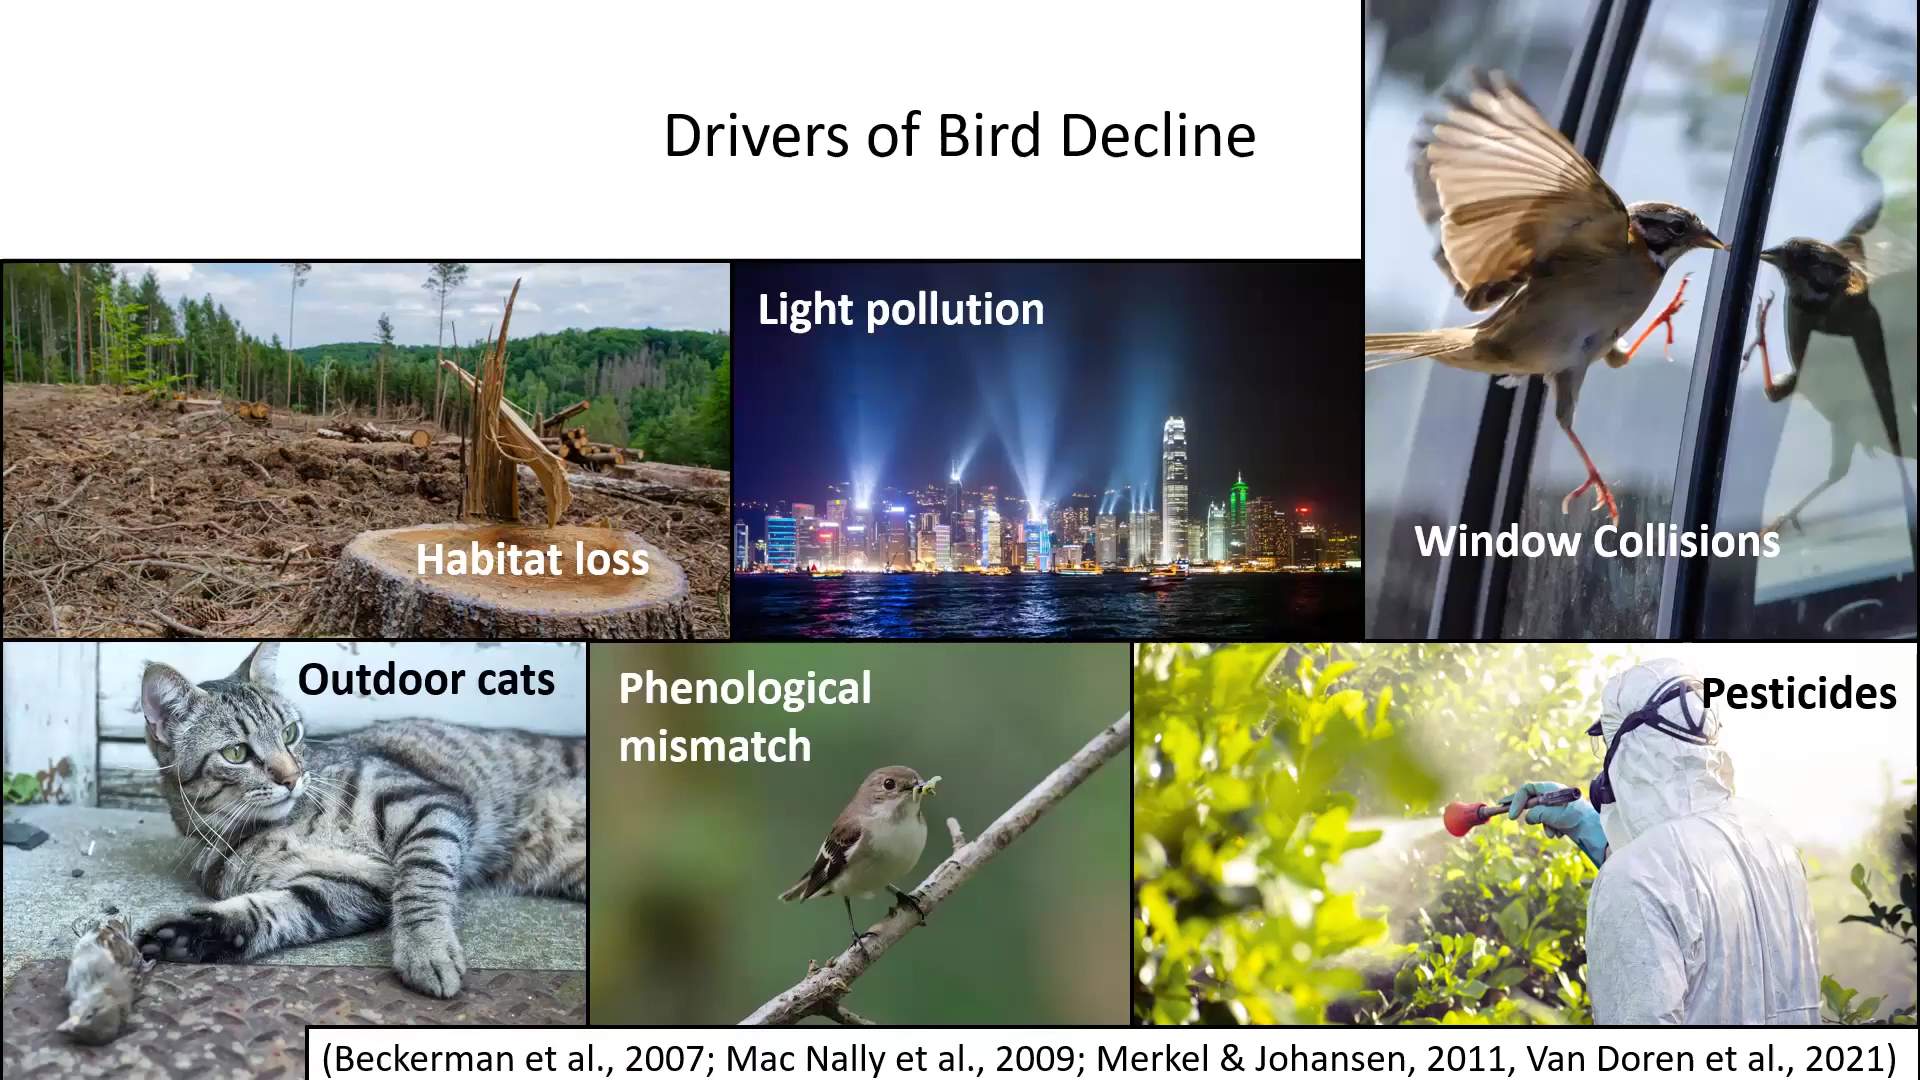 Drivers of Bird Decline
Light pollution
Habitat loss
Window Collisions
Outdoor cats
Phenological
mismatch
Pesticides
(Beckerman et al., 2007; Mac Nally et al., 2009; Merkel & Johansen, 2011, Van Doren et al., 2021)